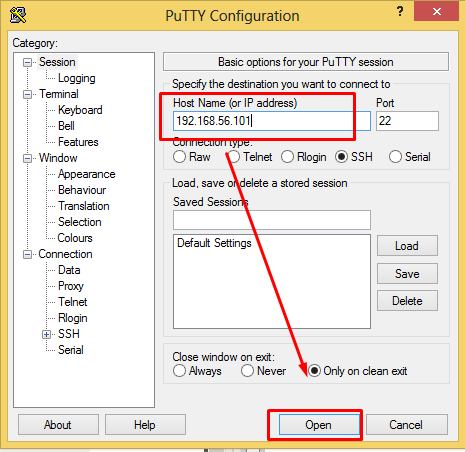 PuTTY Configuration
?
Category:
Session
Logging
Terminal
Keyboard
Bell
Features
Window
Appearance
Behaviour
Translation
Selection
Colours
Connection
Data
Proxy
Telnet
Rlogin
SSH
Serial
Basic options for your PuTTY session
Specify the destination you want to connect to
Host Name (or IP address) Port
192.168.56.101 22
Connection type:
Raw Telnet Rlogin SSH Serial
Load, save or delete a stored session
Saved Sessions
Default Settings
Load
Save
Delete
Close window on exit:
Always Never Only on clean exit
About Help Open Cancel